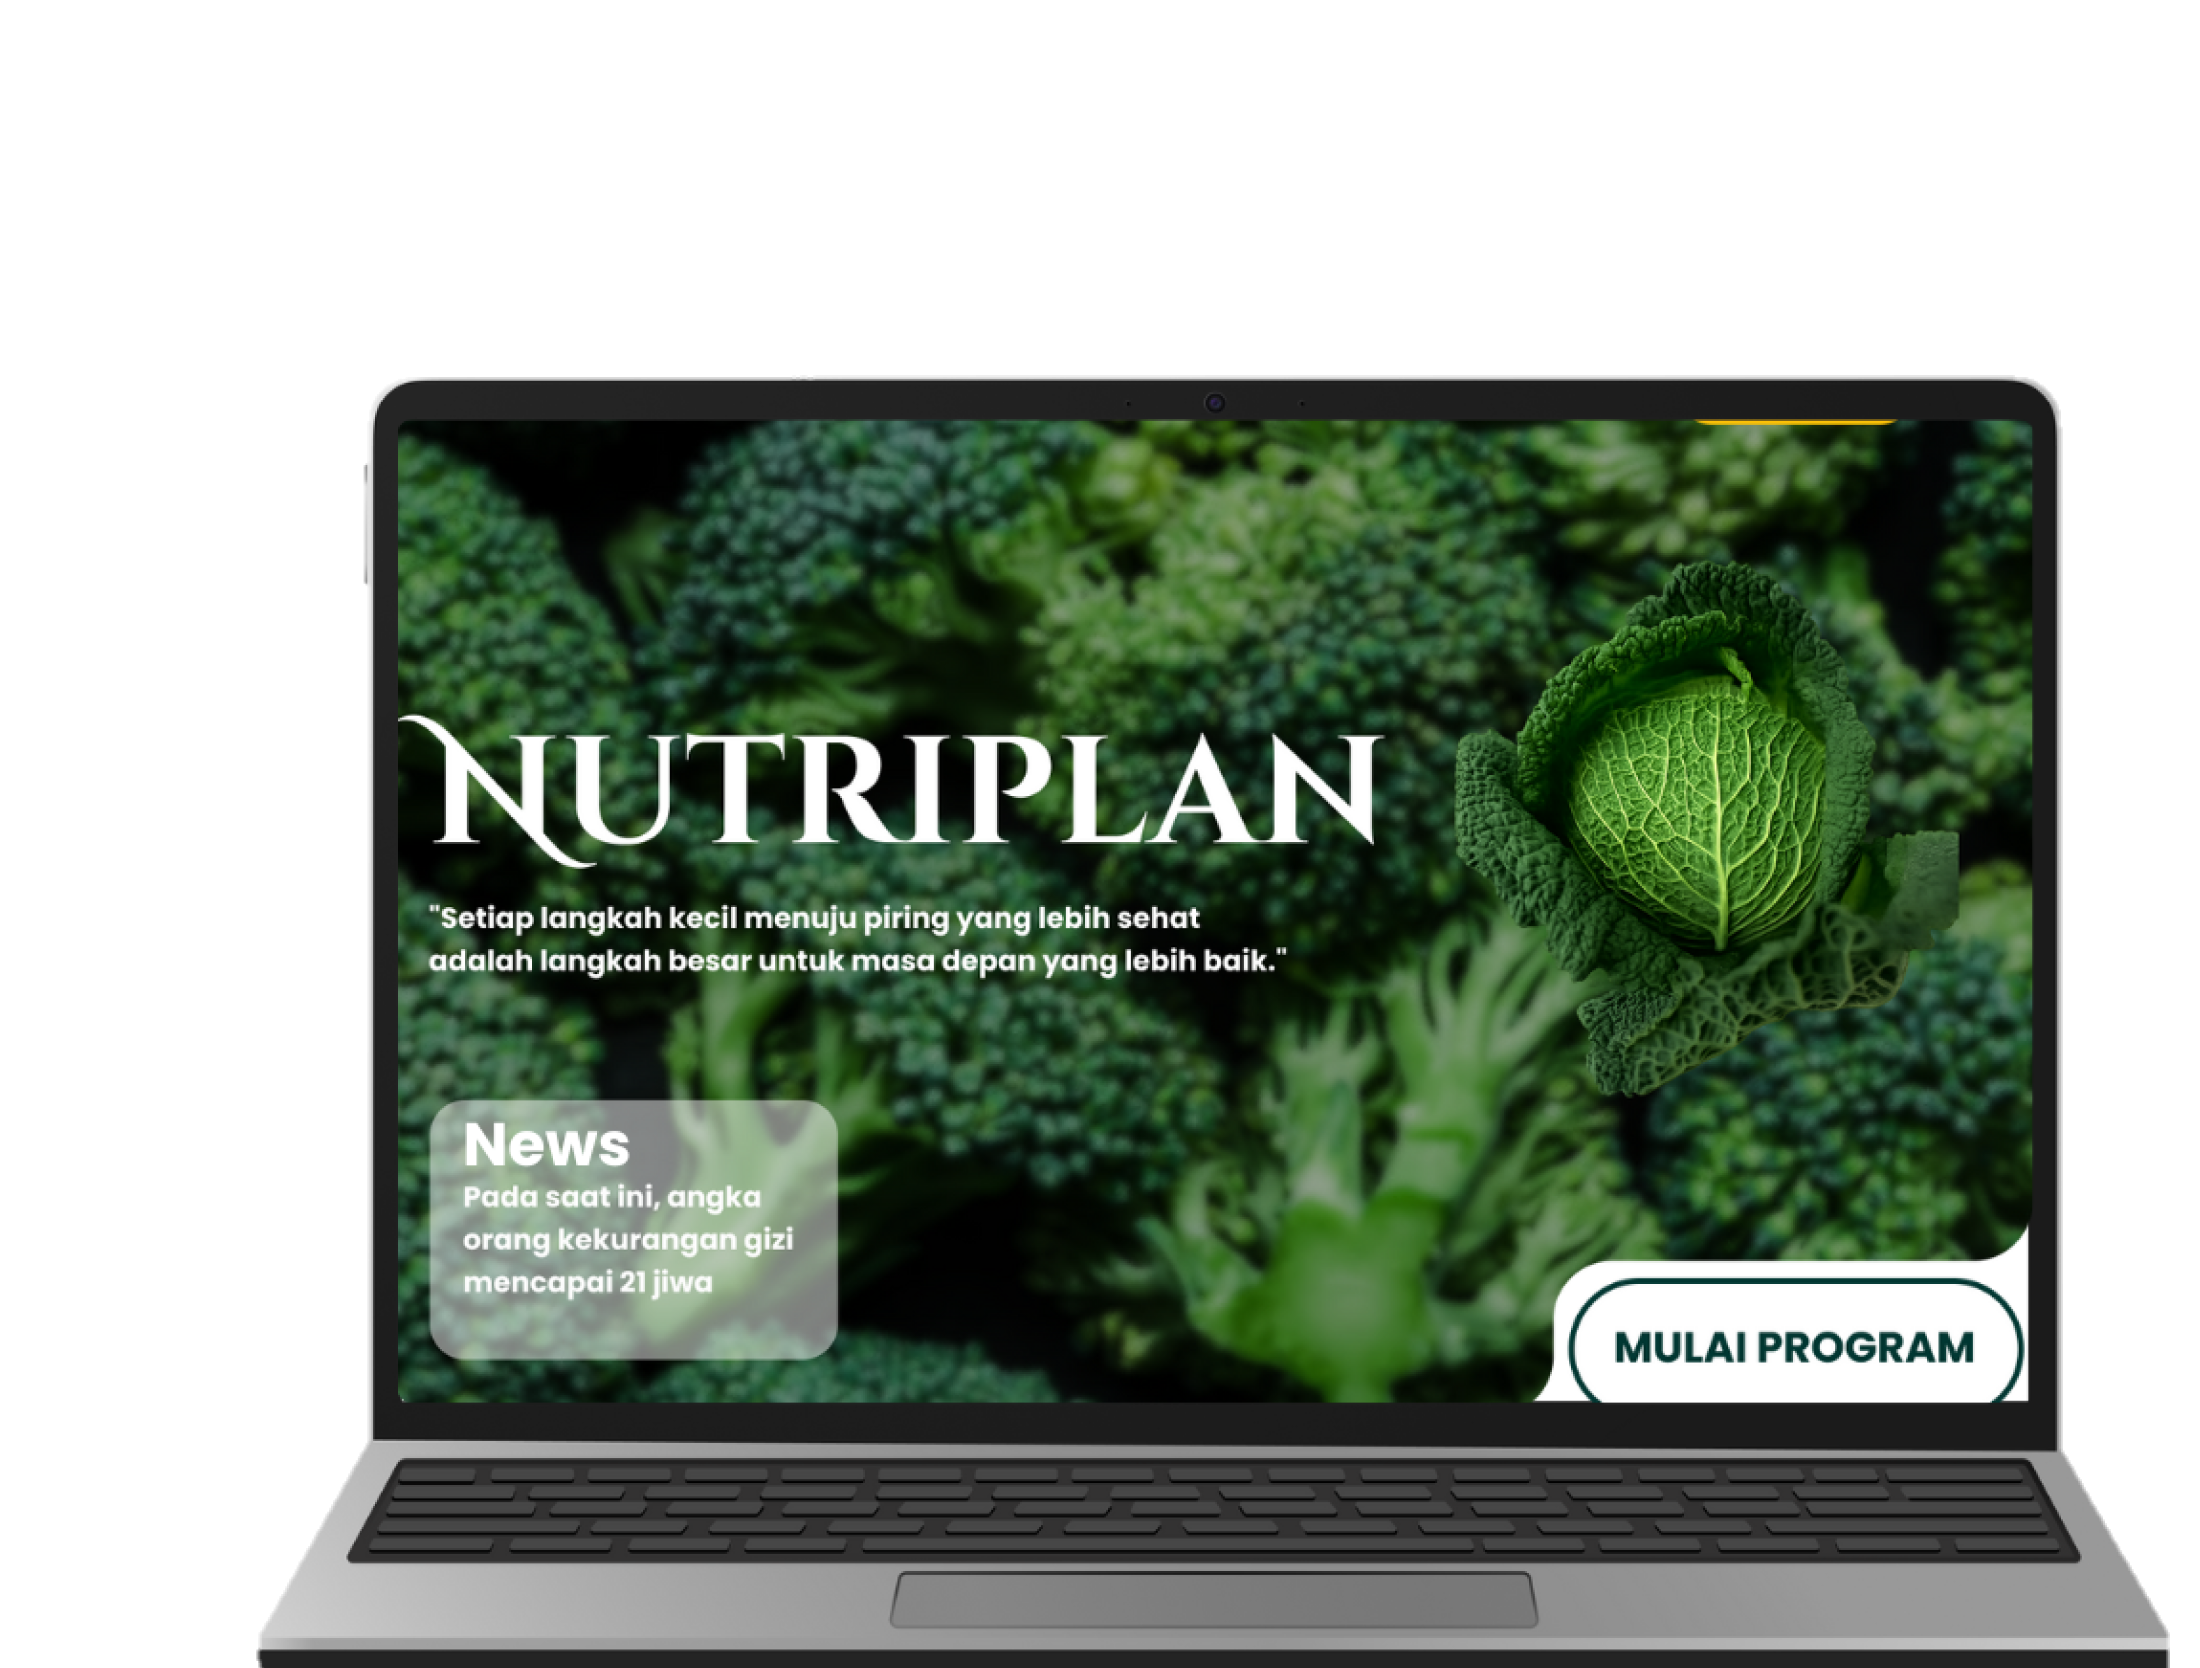 NUTRIPLAN
"Setiap langkah kecil menuju piring yang lebih sehat
adalah langkah besar untuk masa depan yang lebih baik."
News
Pada saat ini, angka
orang kekurangan gizi
mencapai 21 jiwa
MULAI PROGRAM